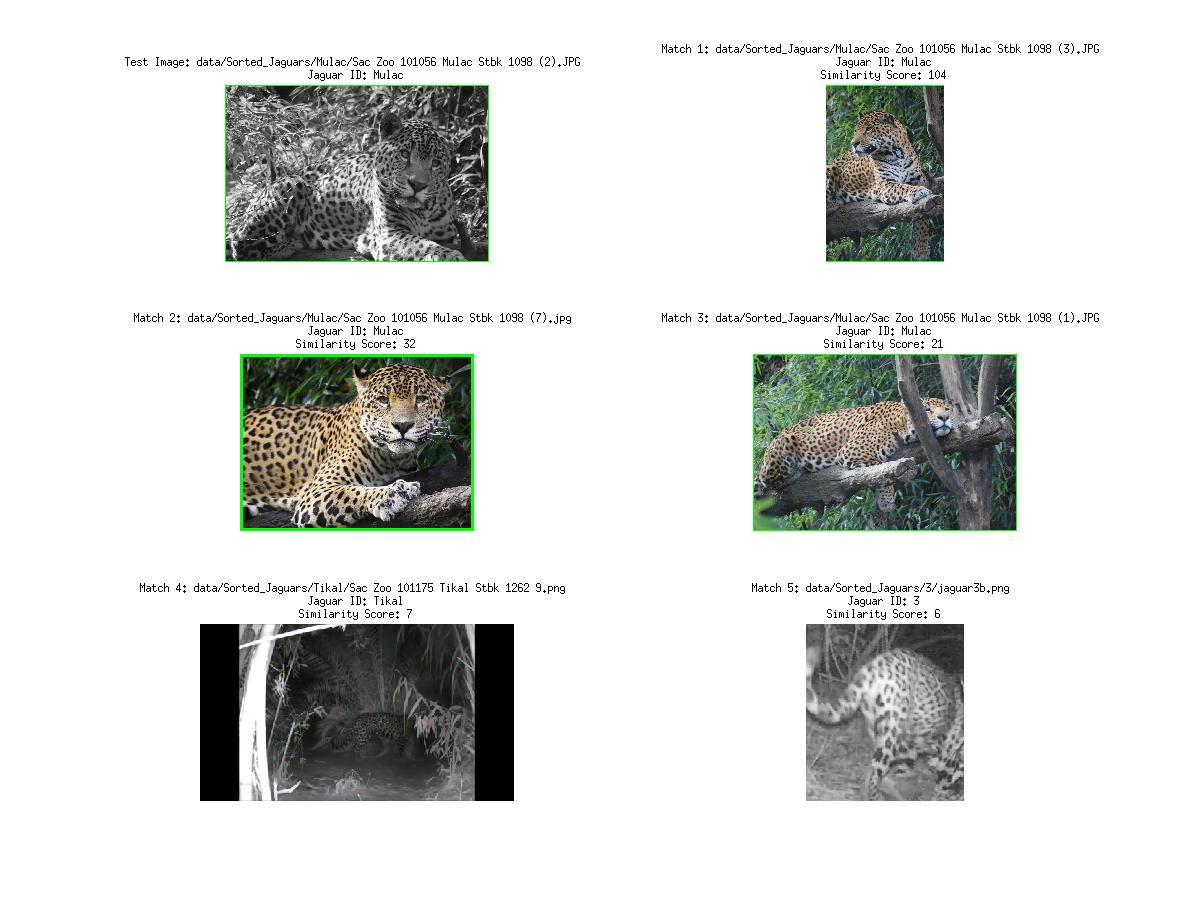 Test Image: data/Sorted_Jaguars/Mulac/Sac Zoo 101056 Mulac Stbk 1098 (2).JPG
Jaguar ID: Mulac
Match 1: data/Sorted_Jaguars/Mulac/Sac Zoo 101056 Mulac Stbk 1098 (3).JPG
Jaguar ID: Mulac
Similarity Score: 104
Match 2: data/Sorted_Jaguars/Mulac/Sac Zoo 101056 Mulac Stbk 1098 (7).jpg
Jaguar ID: Mulac
Similarity Score: 32
Match 3: data/Sorted_Jaguars/Mulac/Sac Zoo 101056 Mulac Stbk 1098 (1).JPG
Jaguar ID: Mulac
Similarity Score: 21
Match 4: data/Sorted_Jaguars/Tikal/Sac Zoo 101175 Tikal Stbk 1262 9.png
Jaguar ID: Tikal
Similarity Score: 7
Match 5: data/Sorted_Jaguars/3/jaguar3b.png
Jaguar ID: 3
Similarity Score: 6